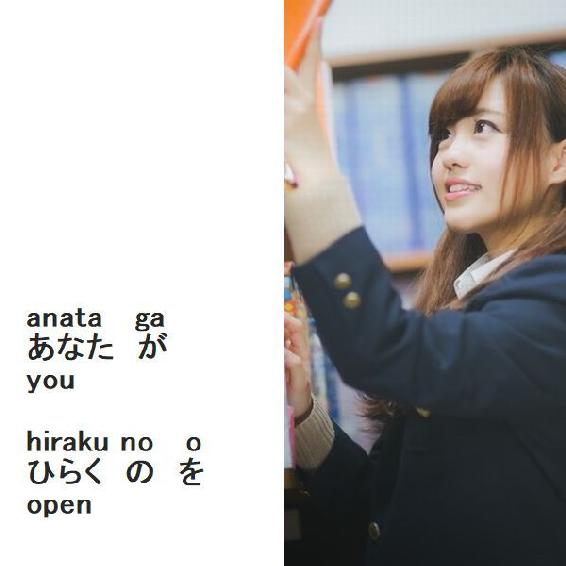 anata ga
あなた が
you
hiraku no o
ひらく の を
open